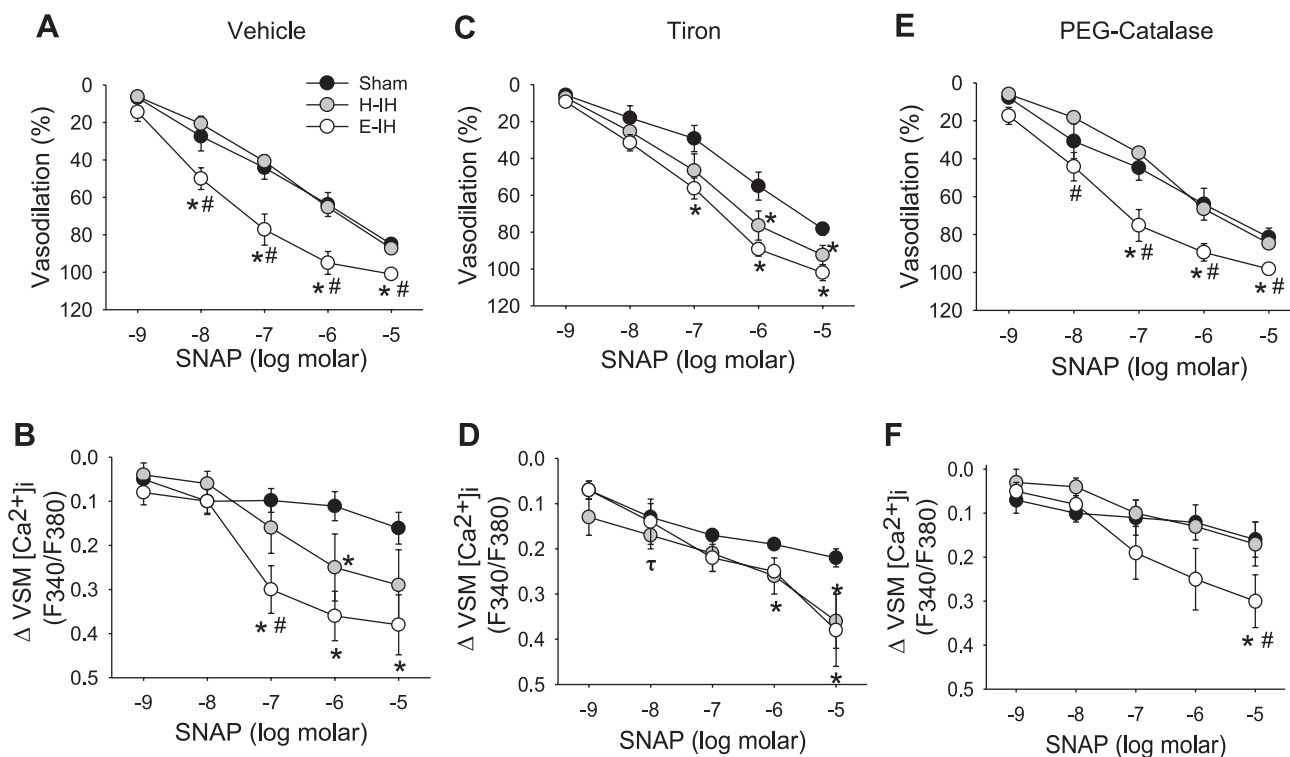 A Vehicle
C Tiron
E PEG-Catalase
Vasodilation (%)
0
20
40
60
80
100
120
Sham
H-IH
E-IH
*#
*#
*#
*#
-9 -8 -7 -6 -5
SNAP (log molar)
Vasodilation (%)
0
20
40
60
80
100
120
*
*
*
*
*
-9 -8 -7 -6 -5
SNAP (log molar)
Vasodilation (%)
0
20
40
60
80
100
120
#
*#
*#
*#
-9 -8 -7 -6 -5
SNAP (log molar)
B
Δ VSM [Ca2+]i
(F340/F380)
0.0
0.1
0.2
0.3
0.4
0.5
*
*#
*
*
-9 -8 -7 -6 -5
SNAP (log molar)
D
Δ VSM [Ca2+]i
(F340/F380)
0.0
0.1
0.2
0.3
0.4
0.5
τ
*
*
*
-9 -8 -7 -6 -5
SNAP (log molar)
F
Δ VSM [Ca2+]i
(F340/F380)
0.0
0.1
0.2
0.3
0.4
0.5
*#
-9 -8 -7 -6 -5
SNAP (log molar)